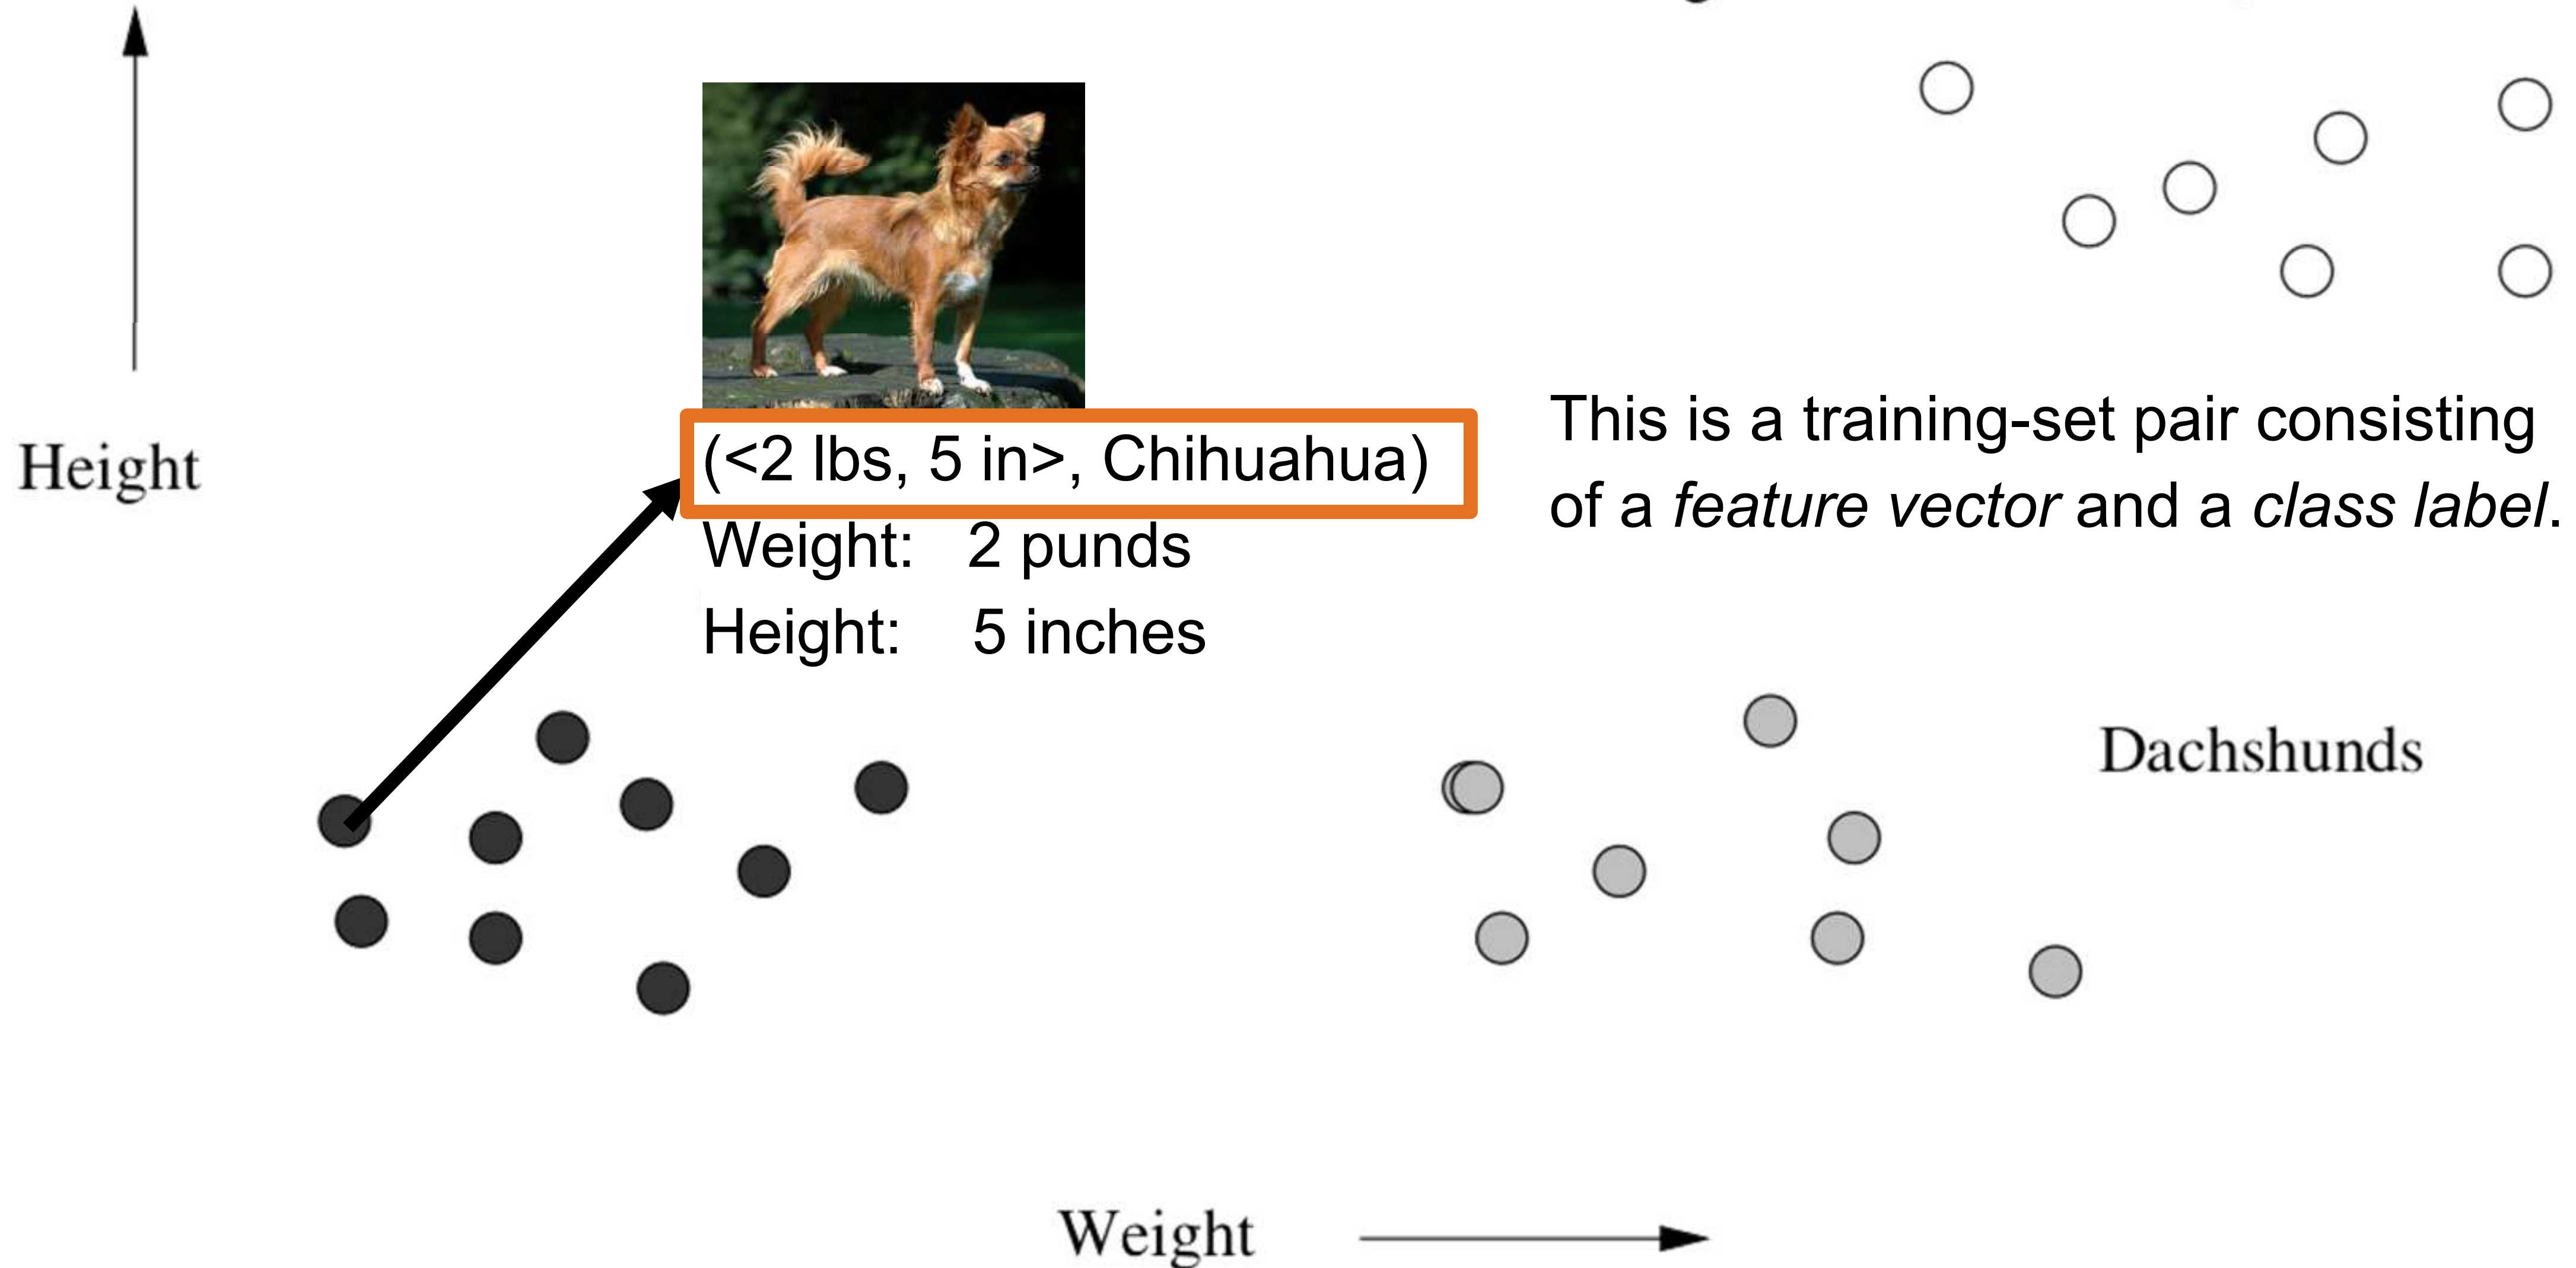 Height
(<2 lbs, 5 in>, Chihuahua)
Weight: 2 punds
Height: 5 inches
This is a training-set pair consisting
of a feature vector and a class label.
Dachshunds
Weight